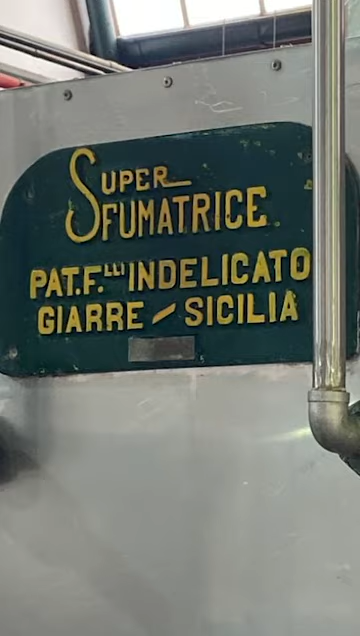 SUPER
SFUMATRICE
PAT. F.LLI INDELICATO
GIARRE - SICILIA